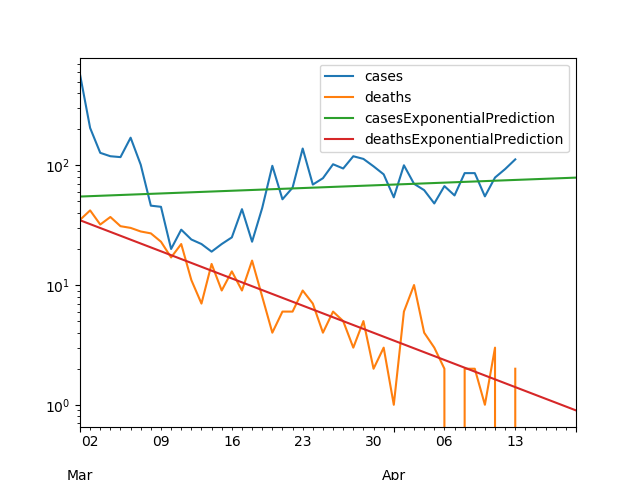 cases
deaths
casesExponentialPrediction
deathsExponentialPrediction
10²
10¹
10⁰
02 09 16 23 30 06 13
Mar Apr